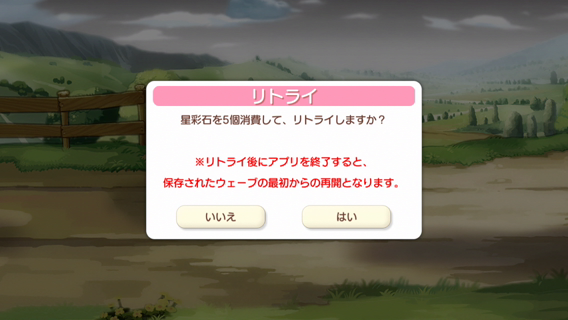 リトライ
星彩石を5個消費して、リトライしますか？
※リトライ後にアプリを終了すると、
保存されたウェーブの最初からの再開となります。
いいえ
はい